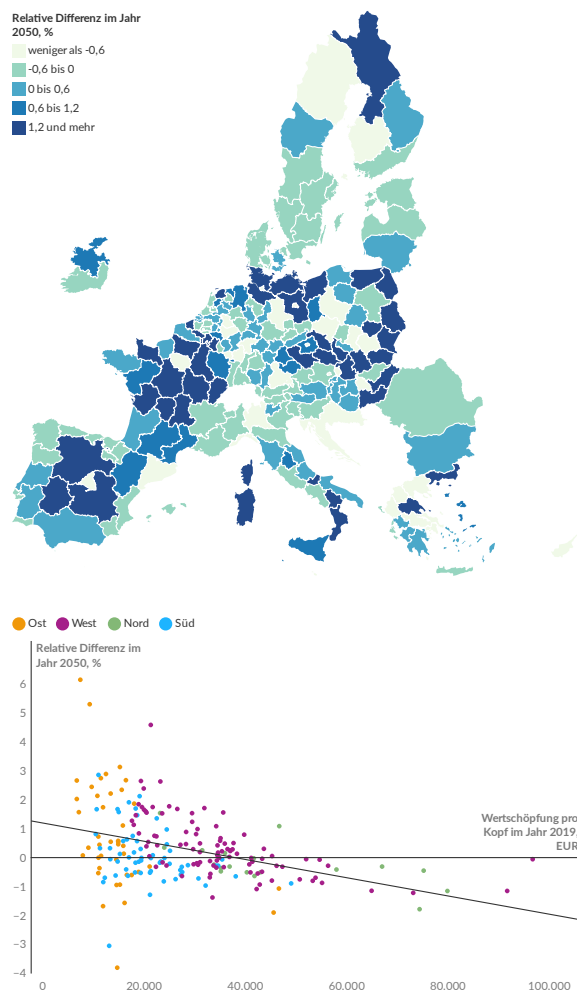 Relative Differenz im Jahr
2050, %
weniger als -0,6
-0,6 bis 0
0 bis 0,6
0,6 bis 1,2
1,2 und mehr
Ost West Nord Süd
Relative Differenz im
Jahr 2050, %
6
5
4
3
2
1
Wertschöpfung pro
Kopf im Jahr 2019,
EUR
0
−1
−2
−3
−4
0 20.000 40.000 60.000 80.000 100.000